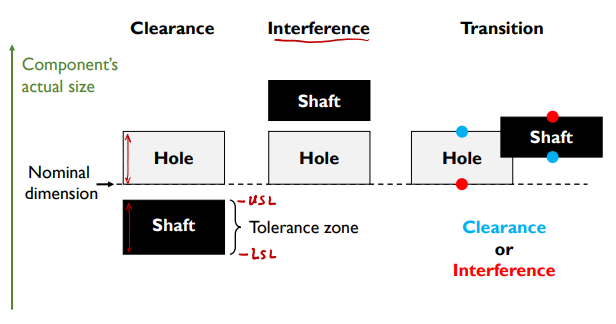 Clearance Interference Transition
Component's
actual size
Shaft
Shaft
Hole Hole Hole
Nominal
dimension
-USL
Shaft Tolerance zone
-LSL
Clearance
or
Interference